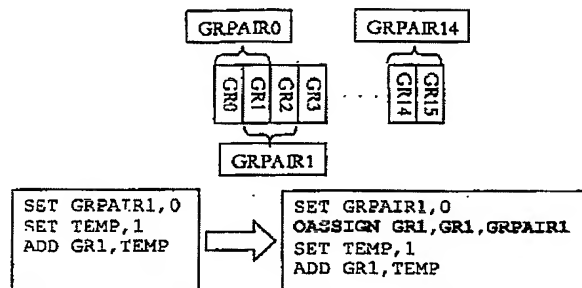 GRPAIR0
GRPAIR14
GR0
GR1
GR2
GR3
GR14
GR15
GRPAIR1
SET GRPAIR1,0
SET TEMP,1
ADD GR1,TEMP
SET GRPAIR1,0
OASSIGN GR1,GR1,GRPAIR1
SET TEMP,1
ADD GR1,TEMP